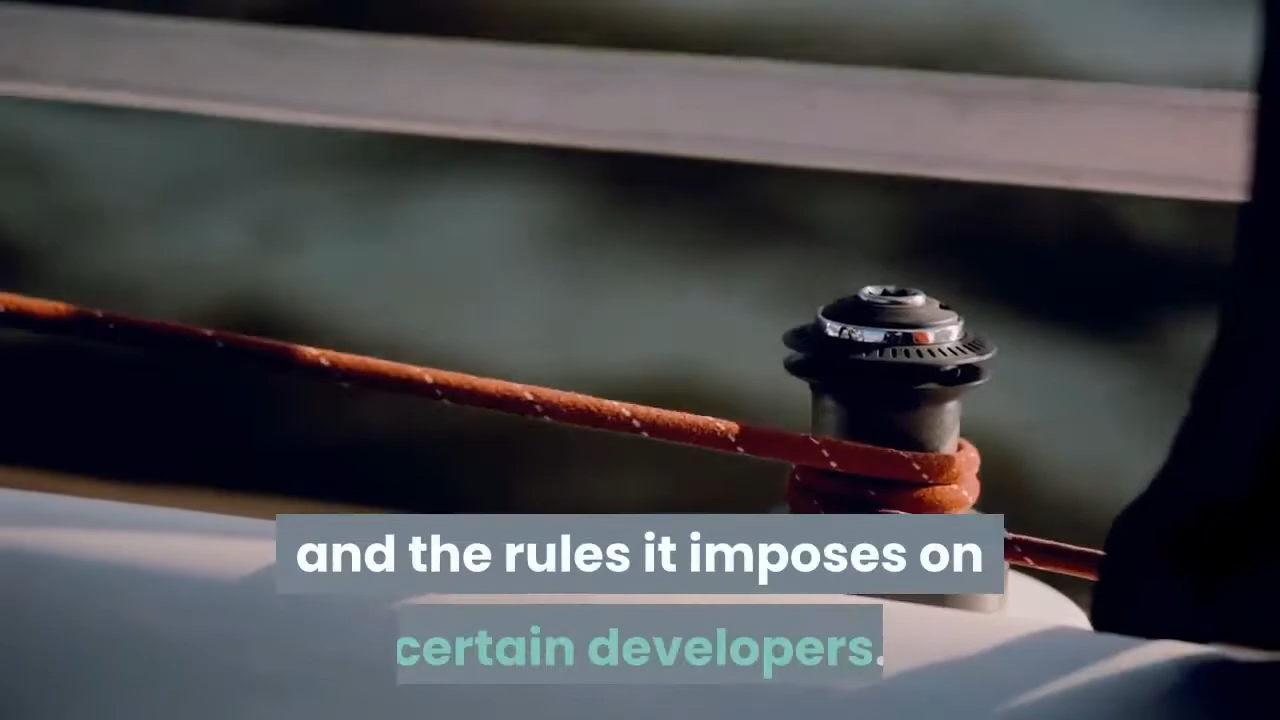 and the rules it imposes on
certain developers.